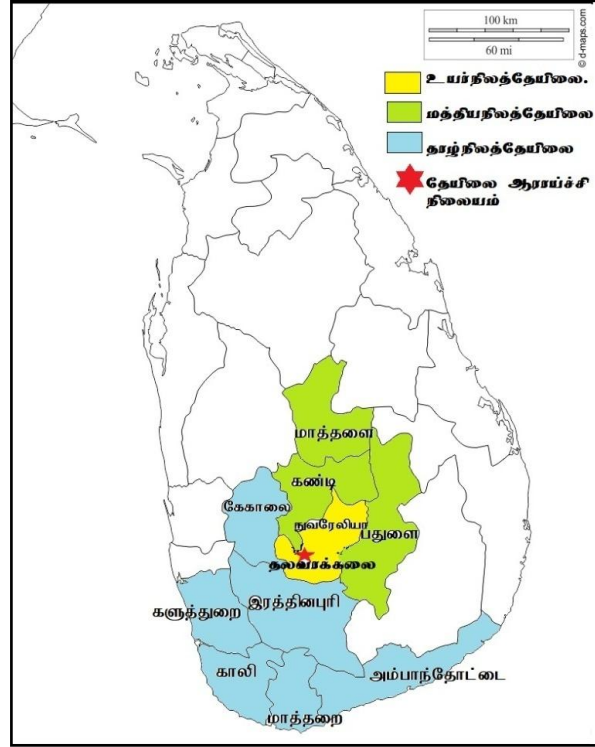 100 km
60 mi
© d-maps.com
உயர்நிலத்தேயிலை.
மத்தியநிலத்தேயிலை
தாழ்நிலத்தேயிலை
தேயிலை ஆராய்ச்சி
நிலையம்
மாத்தளை
கண்டி
கேகாலை
நுவரேலியா
பதுளை
தலவாக்கலை
இரத்தினபுரி
களுத்துறை
காலி
அம்பாந்தோட்டை
மாத்தறை